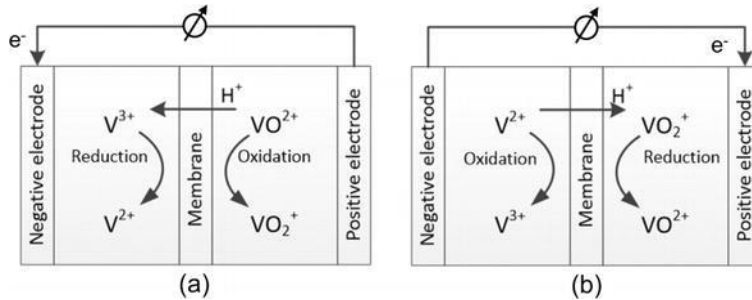 e⁻
Negative electrode
V³⁺
Reduction
V²⁺
Membrane
H⁺
VO²⁺
Oxidation
VO₂⁺
Positive electrode
(a)
e⁻
Negative electrode
V²⁺
Oxidation
V³⁺
Membrane
H⁺
VO₂⁺
Reduction
VO²⁺
Positive electrode
(b)